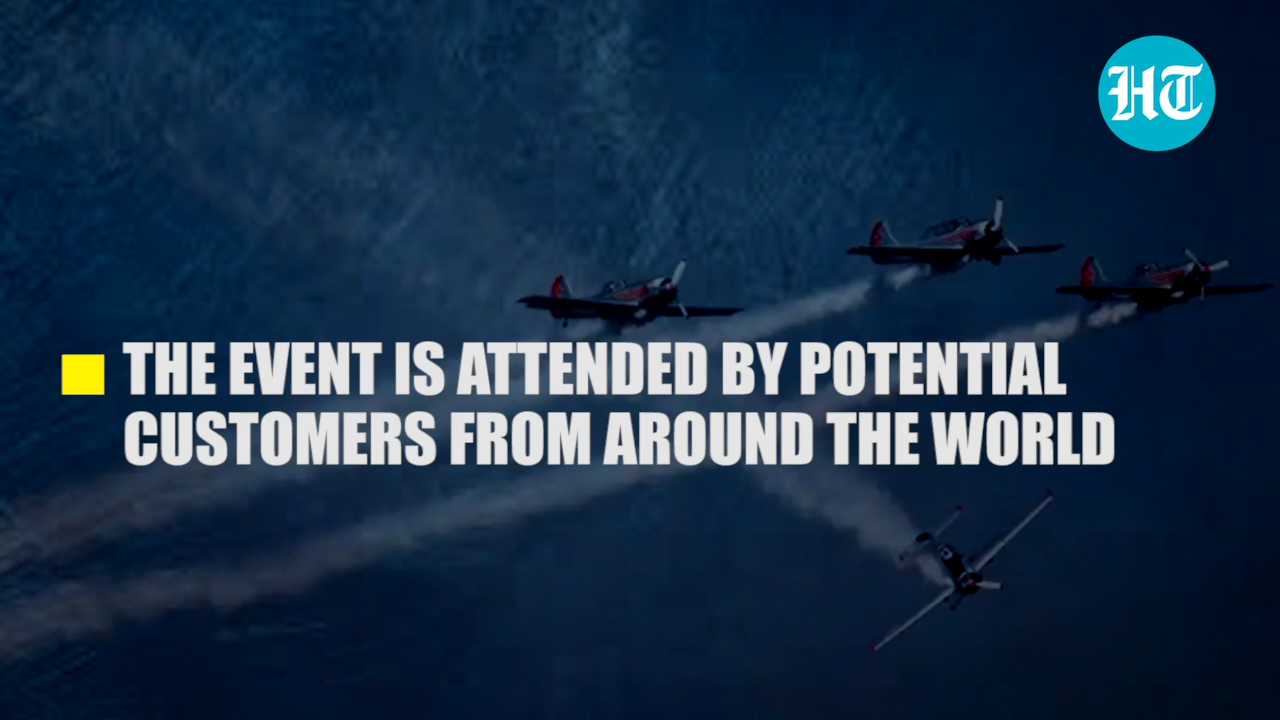 HT
THE EVENT IS ATTENDED BY POTENTIAL
CUSTOMERS FROM AROUND THE WORLD